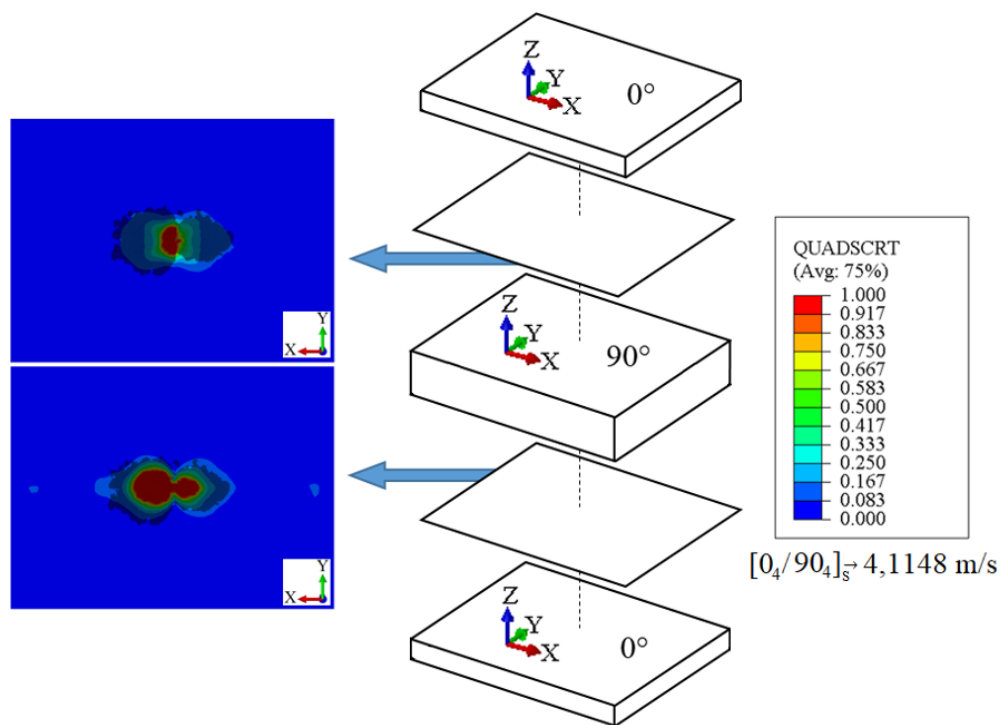 Z
Y
X
0°
Y
X
Z
Y
X
90°
QUADSCRT
(Avg: 75%)
1.000
0.917
0.833
0.750
0.667
0.583
0.500
0.417
0.333
0.250
0.167
0.083
0.000
Y
X
[0₄/90₄]ₛ→ 4,1148 m/s
Z
Y
X
0°